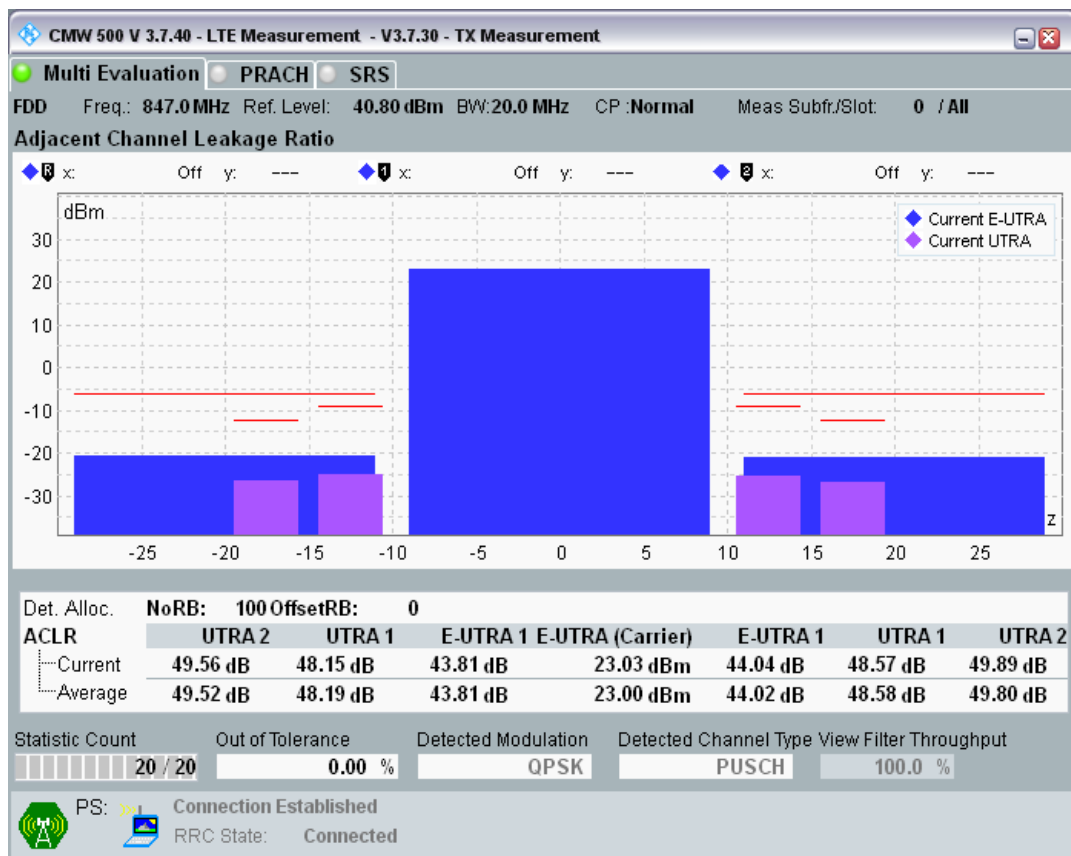 CMW 500 V 3.7.40 - LTE Measurement - V3.7.30 - TX Measurement
Multi Evaluation PRACH SRS
FDD Freq.: 847.0 MHz Ref. Level: 40.80 dBm BW:20.0 MHz CP :Normal Meas Subfr./Slot: 0 / All
Adjacent Channel Leakage Ratio
R x: Off y: --- 1 x: Off y: --- 2 x: Off y: ---
dBm
Current E-UTRA
Current UTRA
30
20
10
0
-10
-20
-30
z
-25 -20 -15 -10 -5 0 5 10 15 20 25
Det. Alloc. NoRB: 100 OffsetRB: 0
ACLR UTRA 2 UTRA 1 E-UTRA 1 E-UTRA (Carrier) E-UTRA 1 UTRA 1 UTRA 2
Current 49.56 dB 48.15 dB 43.81 dB 23.03 dBm 44.04 dB 48.57 dB 49.89 dB
Average 49.52 dB 48.19 dB 43.81 dB 23.00 dBm 44.02 dB 48.58 dB 49.80 dB
Statistic Count Out of Tolerance Detected Modulation Detected Channel Type View Filter Throughput
20 / 20 0.00 % QPSK PUSCH 100.0 %
PS: Connection Established
RRC State: Connected